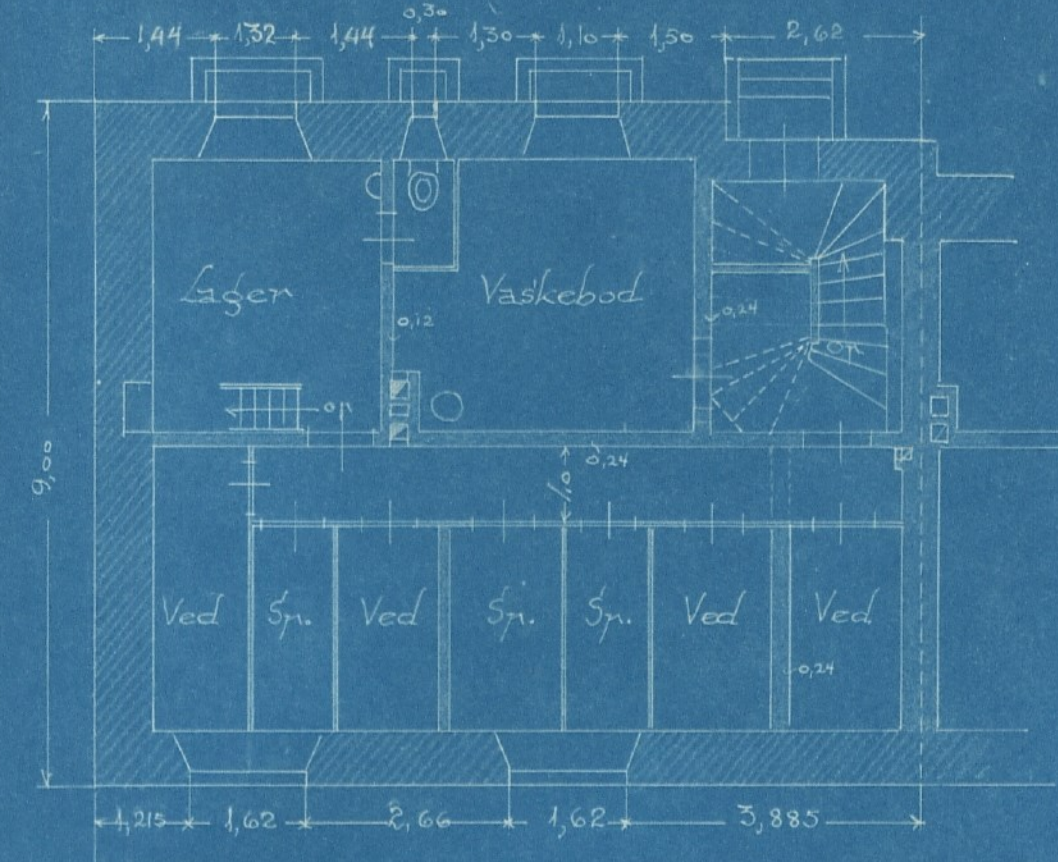 0,30
1,44 1,32 1,44 1,30 1,10 1,50 2,62
Lager
Vaskebod
0,12
0,24
op
op
9,00
0,24
1,0
Ved Sp. Ved Sp. Sp. Ved Ved
0,24
1,215 1,62 2,66 1,62 3,885